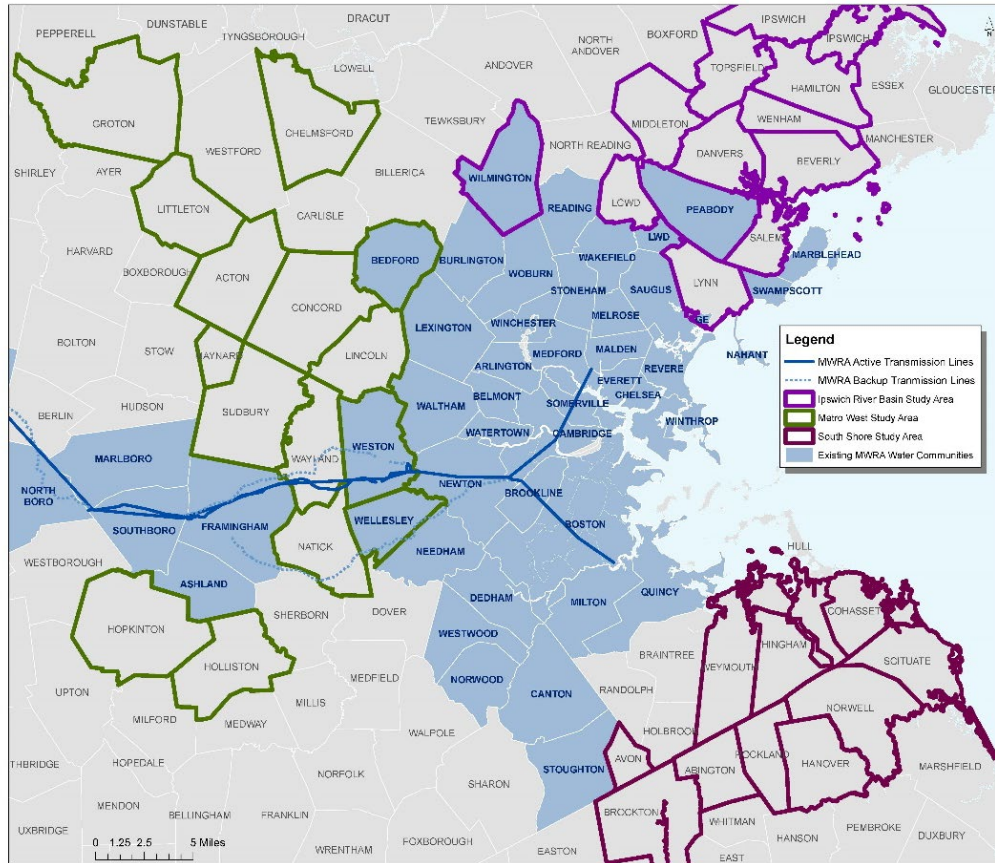 IPSWICH
DRACUT
DUNSTABLE
BOXFORD
IPSWICH
N
PEPPERELL
TYNGSBOROUGH
NORTH
ANDOVER
TOPSFIELD
ANDOVER
LOWELL
ESSEX
HAMILTON
GLOUCESTER
TEWKSBURY
MIDDLETON
WENHAM
GROTON
CHELMSFORD
MANCHESTER
NORTH READING
WESTFORD
DANVERS
BEVERLY
SHIRLEY
AYER
BILLERICA
WILMINGTON
LCWD
READING
PEABODY
LITTLETON
CARLISLE
LWD
SALEM
HARVARD
BEDFORD
BURLINGTON
WAKEFIELD
MARBLEHEAD
BOXBOROUGH
WOBURN
ACTON
LYNN
STONEHAM
SAUGUS
SWAMPSCOTT
CONCORD
MELROSE
GE
LEXINGTON
WINCHESTER
BOLTON
STOW
MAYNARD
LINCOLN
MEDFORD
MALDEN
NAHANT
ARLINGTON
REVERE
EVERETT
BELMONT
CHELSEA
BERLIN
HUDSON
SUDBURY
WALTHAM
SOMERVILLE
WINTHROP
WATERTOWN
CAMBRIDGE
WESTON
MARLBORO
WAYLAND
NEWTON
NORTH
BORO
BROOKLINE
SOUTHBORO
FRAMINGHAM
WELLESLEY
BOSTON
NATICK
NEEDHAM
HULL
WESTBOROUGH
ASHLAND
QUINCY
DEDHAM
MILTON
SHERBORN
DOVER
COHASSET
HOPKINTON
WESTWOOD
HINGHAM
BRAINTREE
WEYMOUTH
HOLLISTON
SCITUATE
MEDFIELD
NORWOOD
UPTON
CANTON
RANDOLPH
MILLIS
NORWELL
MILFORD
MEDWAY
HOLBROOK
WALPOLE
AVON
ROCKLAND
HOPEDALE
STOUGHTON
HANOVER
THBRIDGE
ABINGTON
MARSHFIELD
NORFOLK
SHARON
MENDON
BROCKTON
BELLINGHAM
FRANKLIN
WHITMAN
PEMBROKE
UXBRIDGE
HANSON
DUXBURY
FOXBOROUGH
WRENTHAM
EASTON
EAST
Legend
MWRA Active Transmission Lines
MWRA Backup Tranmission Lines
Ipswich River Basin Study Area
Metro West Study Area
South Shore Study Area
Existing MWRA Water Communities
0 1.25 2.5 5 Miles